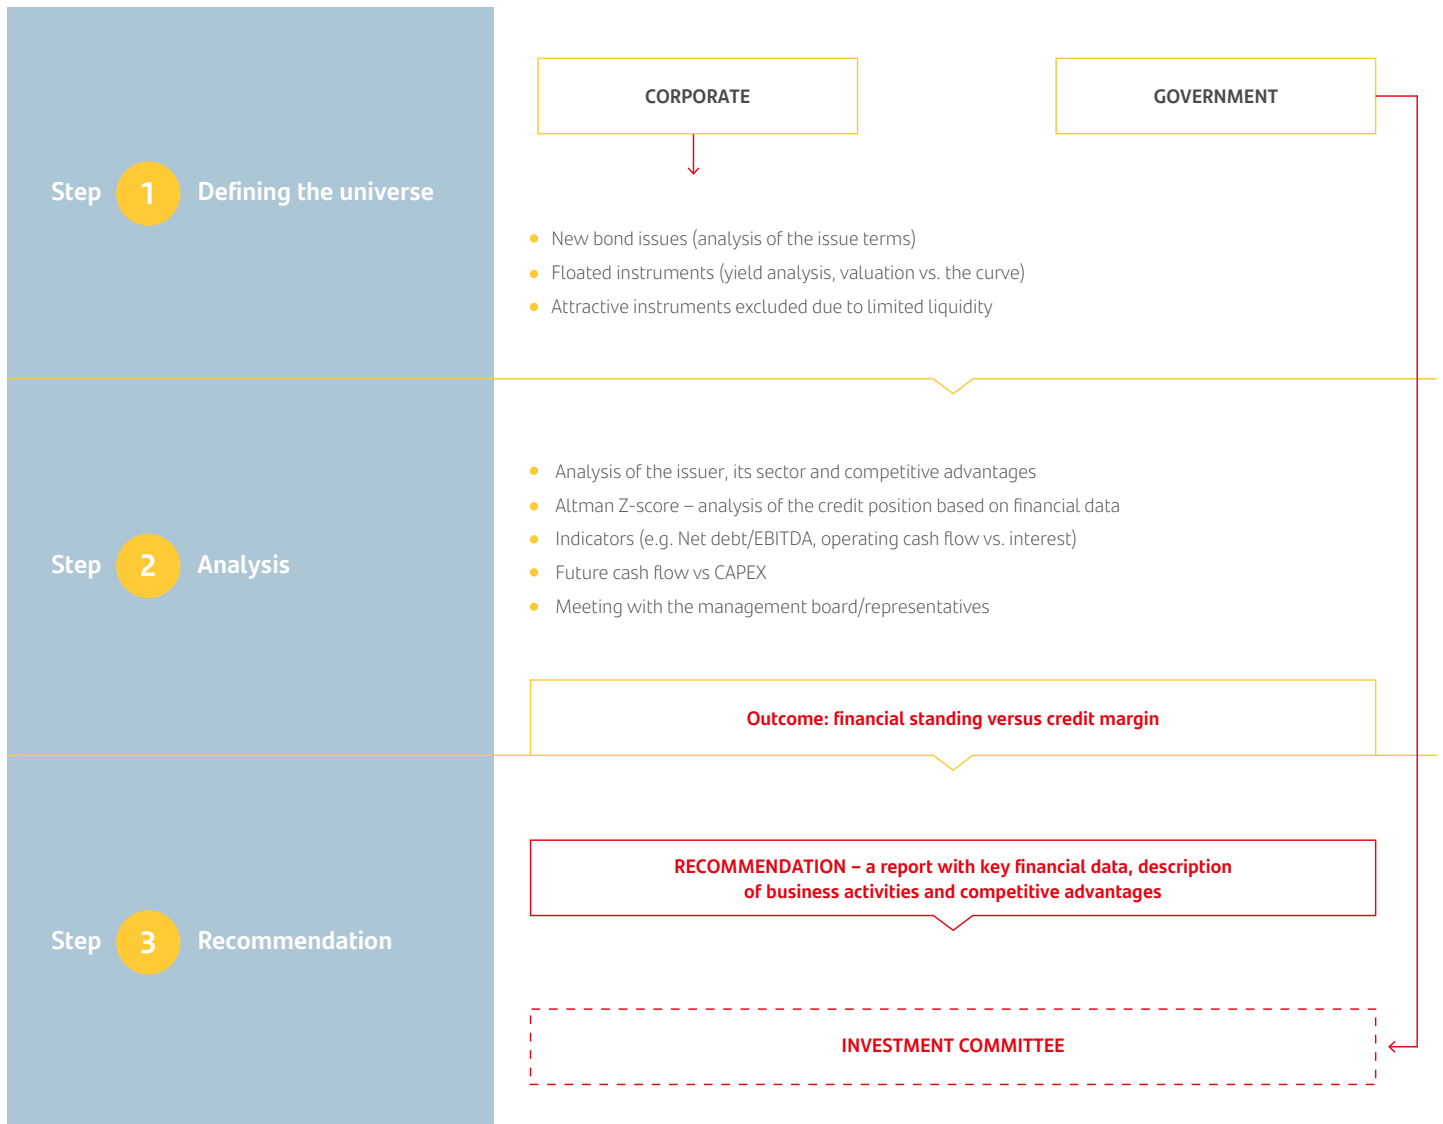 CORPORATE
GOVERNMENT
Step 1 Defining the universe
New bond issues (analysis of the issue terms)
Floated instruments (yield analysis, valuation vs. the curve)
Attractive instruments excluded due to limited liquidity
Step 2 Analysis
Analysis of the issuer, its sector and competitive advantages
Altman Z-score – analysis of the credit position based on financial data
Indicators (e.g. Net debt/EBITDA, operating cash flow vs. interest)
Future cash flow vs CAPEX
Meeting with the management board/representatives
Outcome: financial standing versus credit margin
Step 3 Recommendation
RECOMMENDATION – a report with key financial data, description
of business activities and competitive advantages
INVESTMENT COMMITTEE